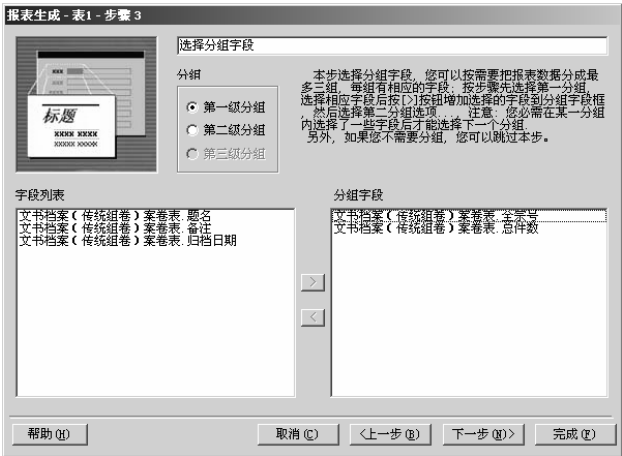 报表生成 - 表1 - 步骤 3
选择分组字段
分组
第一级分组
第二级分组
第三级分组
本步选择分组字段，您可以按需要把报表数据分成最
多三组，每组有相应的字段；按步骤先选择第一分组，
选择相应字段后按[>]按钮增加选择的字段到分组字段框
，然后选择第二分组选项... 注意：您必需在某一分组
内选择了一些字段后才能选择下一个分组.
另外，如果您不需要分组，您可以跳过本步。
标题
XXXX XXXX
XXXXX XXXXX
字段列表
文书档案(传统组卷)案卷表.题名
文书档案(传统组卷)案卷表.备注
文书档案(传统组卷)案卷表.归档日期
分组字段
文书档案(传统组卷)案卷表.全宗号
文书档案(传统组卷)案卷表.总件数
>
<
帮助(H)
取消(C)
<上一步(B)
下一步(N)>
完成(F)